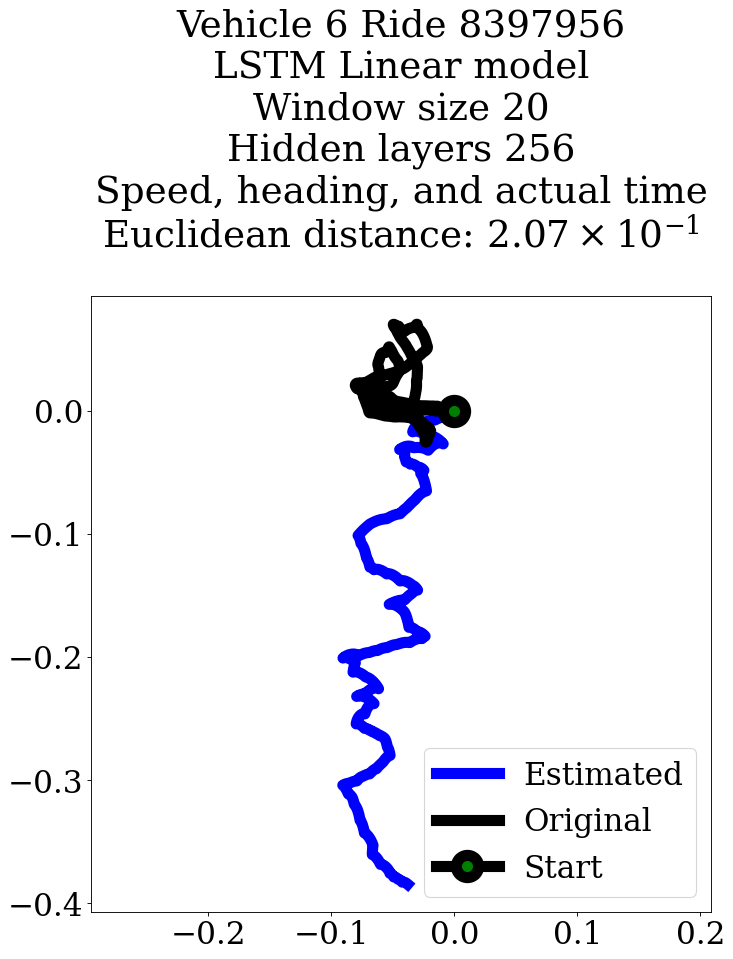 Vehicle 6 Ride 8397956
LSTM Linear model
Window size 20
Hidden layers 256
Speed, heading, and actual time
Euclidean distance: 2.07 × 10⁻¹
0.0
−0.1
−0.2
−0.3
−0.4
Estimated
Original
Start
−0.2 −0.1 0.0 0.1 0.2